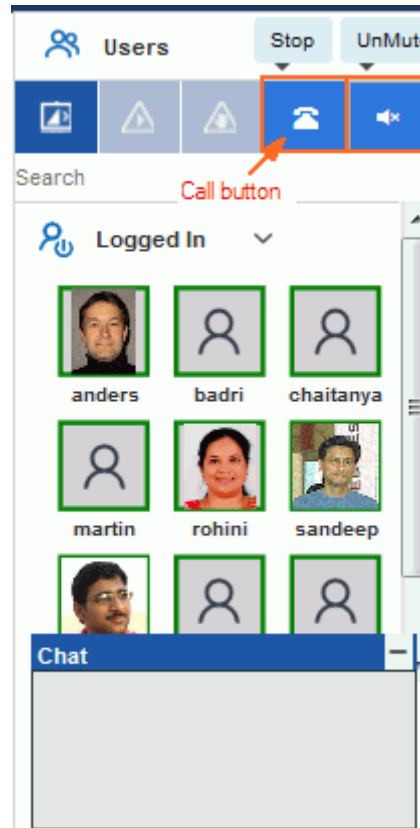 Users
Stop
UnMut
Search
Call button
Logged In
anders badri chaitanya
martin rohini sandeep
Chat